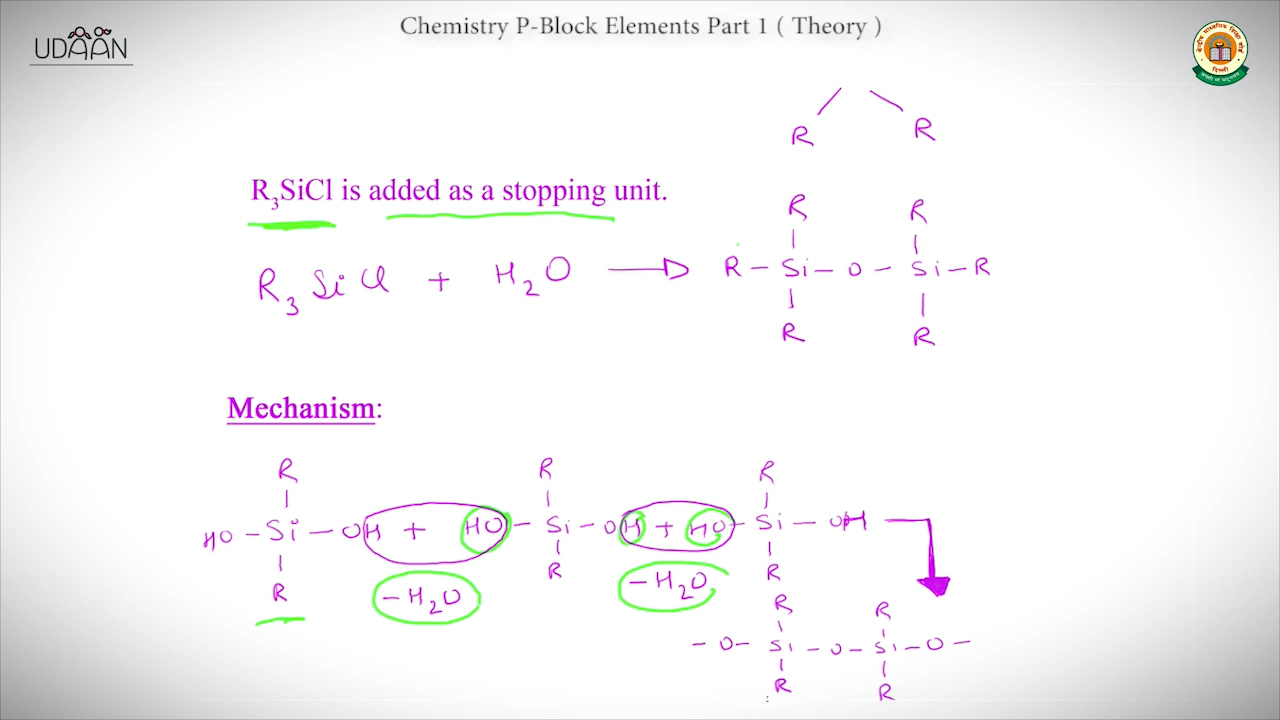 Chemistry P-Block Elements Part 1 ( Theory )
UDAAN
R R
R₃SiCl is added as a stopping unit.
R R
R₃SiCl + H₂O → R – Si – O – Si – R
R R
Mechanism:
R R R
HO – Si – OH + HO – Si – OH + HO – Si – OH
R R R
– H₂O – H₂O
R R
– O – Si – O – Si – O –
R R